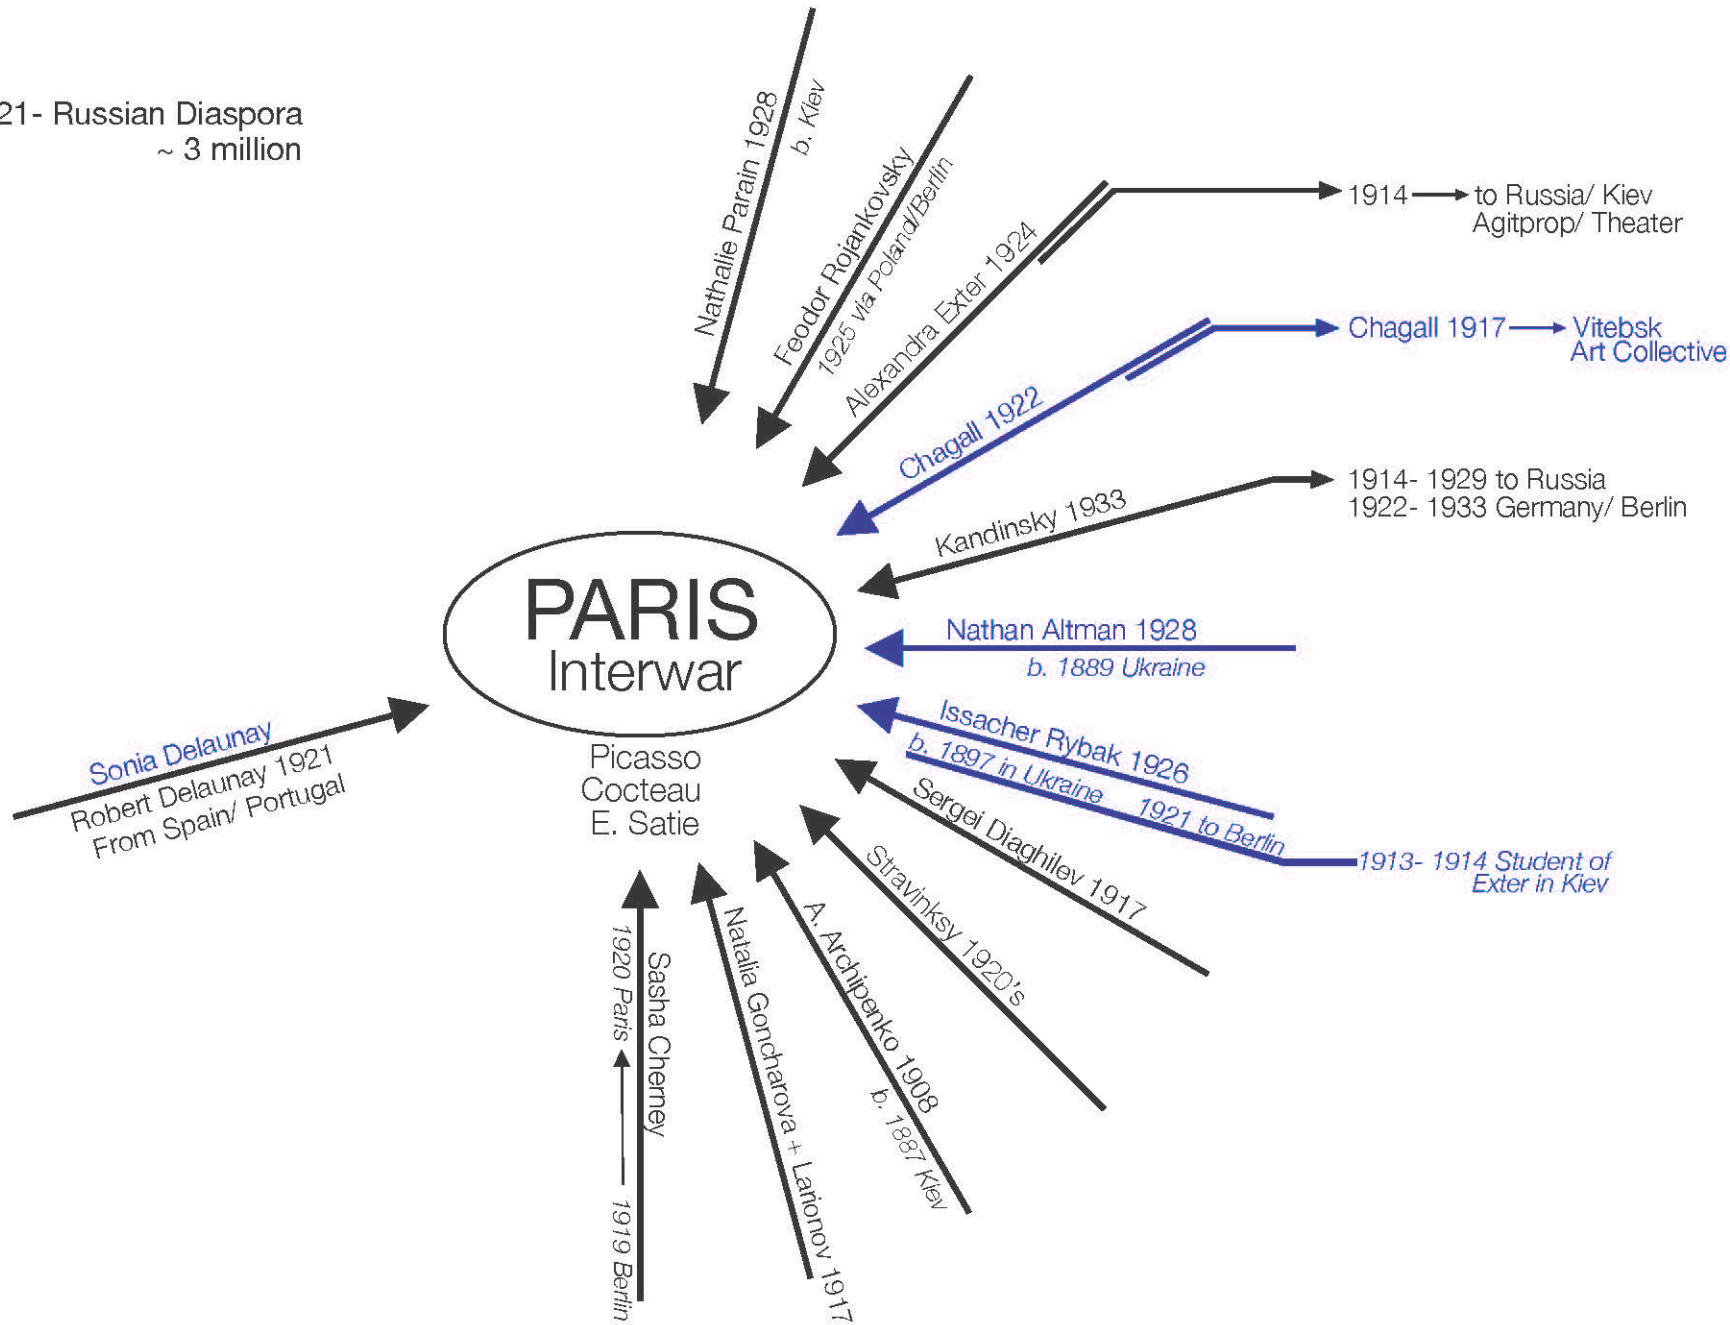 21- Russian Diaspora
~ 3 million
Nathalie Parain 1928
b. Kiev
Feodor Rojankovsky
1925 via Poland/Berlin
Alexandra Exter 1924
1914 to Russia/ Kiev
Agitprop/ Theater
Chagall 1922
Chagall 1917 Vitebsk
Art Collective
Kandinsky 1933
1914- 1929 to Russia
1922- 1933 Germany/ Berlin
PARIS
Interwar
Nathan Altman 1928
b. 1889 Ukraine
Issacher Rybak 1926
b. 1897 in Ukraine 1921 to Berlin
1913- 1914 Student of
Exter in Kiev
Sonia Delaunay
Robert Delaunay 1921
From Spain/ Portugal
Picasso
Cocteau
E. Satie
Sergei Diaghilev 1917
Stravinksy 1920's
A. Archipenko 1908
b. 1887 Kiev
Natalia Goncharova + Larionov 1917
Sasha Cherney
1920 Paris 1919 Berlin